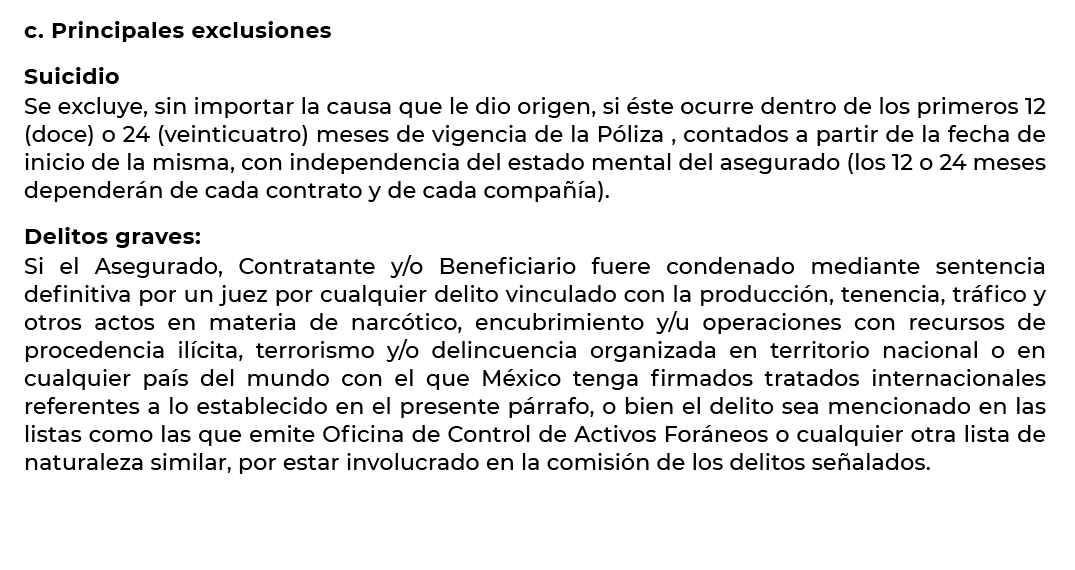 c. Principales exclusiones
Suicidio
Se excluye, sin importar la causa que le dio origen, si éste ocurre dentro de los primeros 12
(doce) o 24 (veinticuatro) meses de vigencia de la Póliza , contados a partir de la fecha de
inicio de la misma, con independencia del estado mental del asegurado (los 12 o 24 meses
dependerán de cada contrato y de cada compañía).
Delitos graves:
Si el Asegurado, Contratante y/o Beneficiario fuere condenado mediante sentencia
definitiva por un juez por cualquier delito vinculado con la producción, tenencia, tráfico y
otros actos en materia de narcótico, encubrimiento y/u operaciones con recursos de
procedencia ilícita, terrorismo y/o delincuencia organizada en territorio nacional o en
cualquier país del mundo con el que México tenga firmados tratados internacionales
referentes a lo establecido en el presente párrafo, o bien el delito sea mencionado en las
listas como las que emite Oficina de Control de Activos Foráneos o cualquier otra lista de
naturaleza similar, por estar involucrado en la comisión de los delitos señalados.